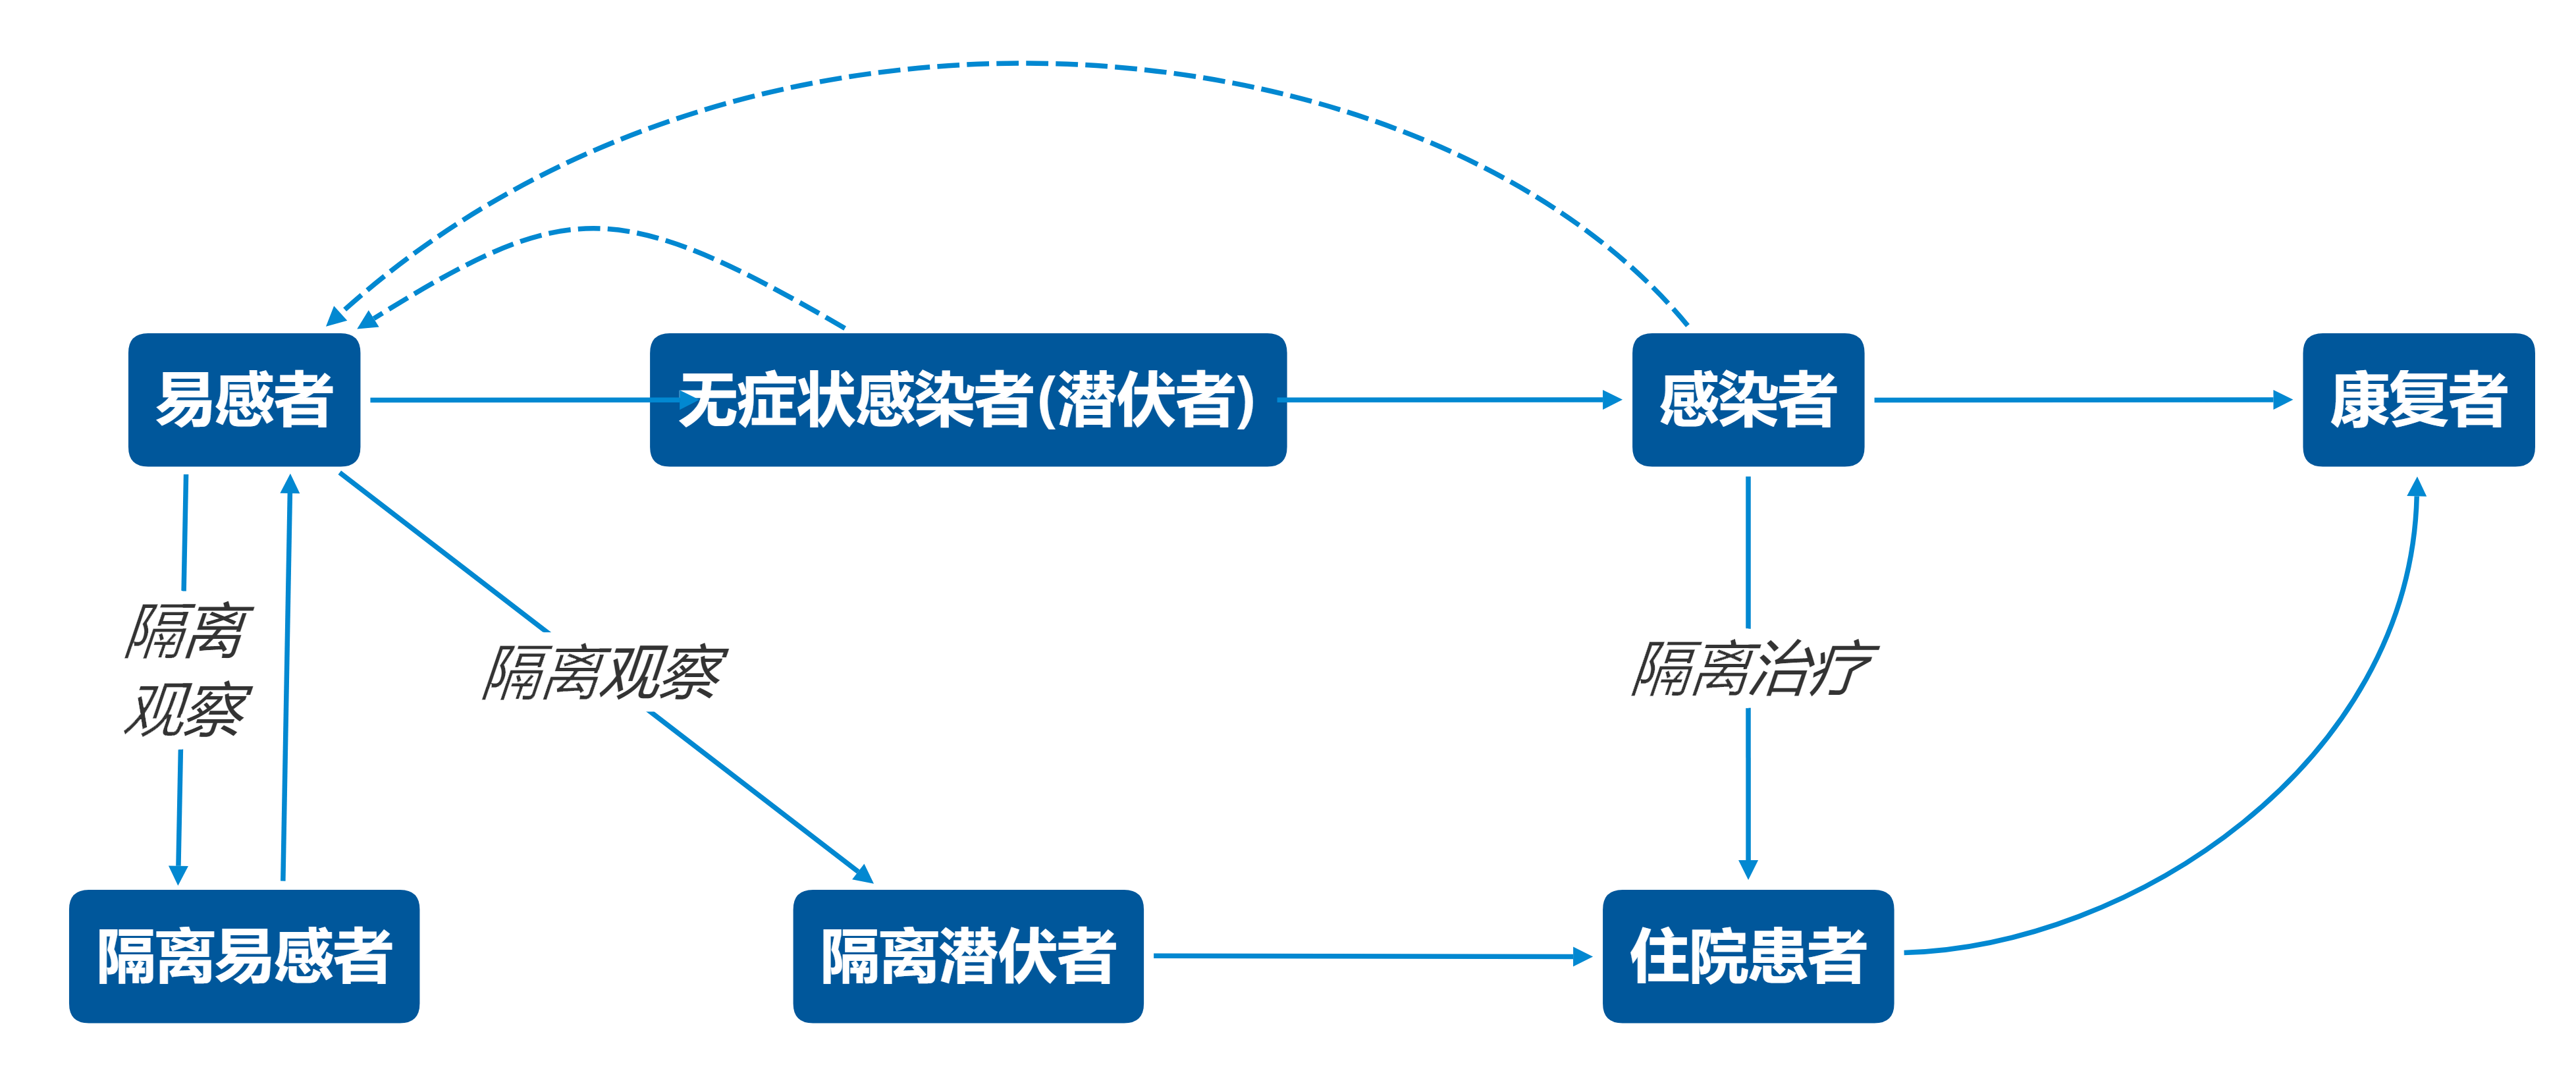 易感者
无症状感染者(潜伏者)
感染者
康复者
隔离
观察
隔离观察
隔离治疗
隔离易感者
隔离潜伏者
住院患者